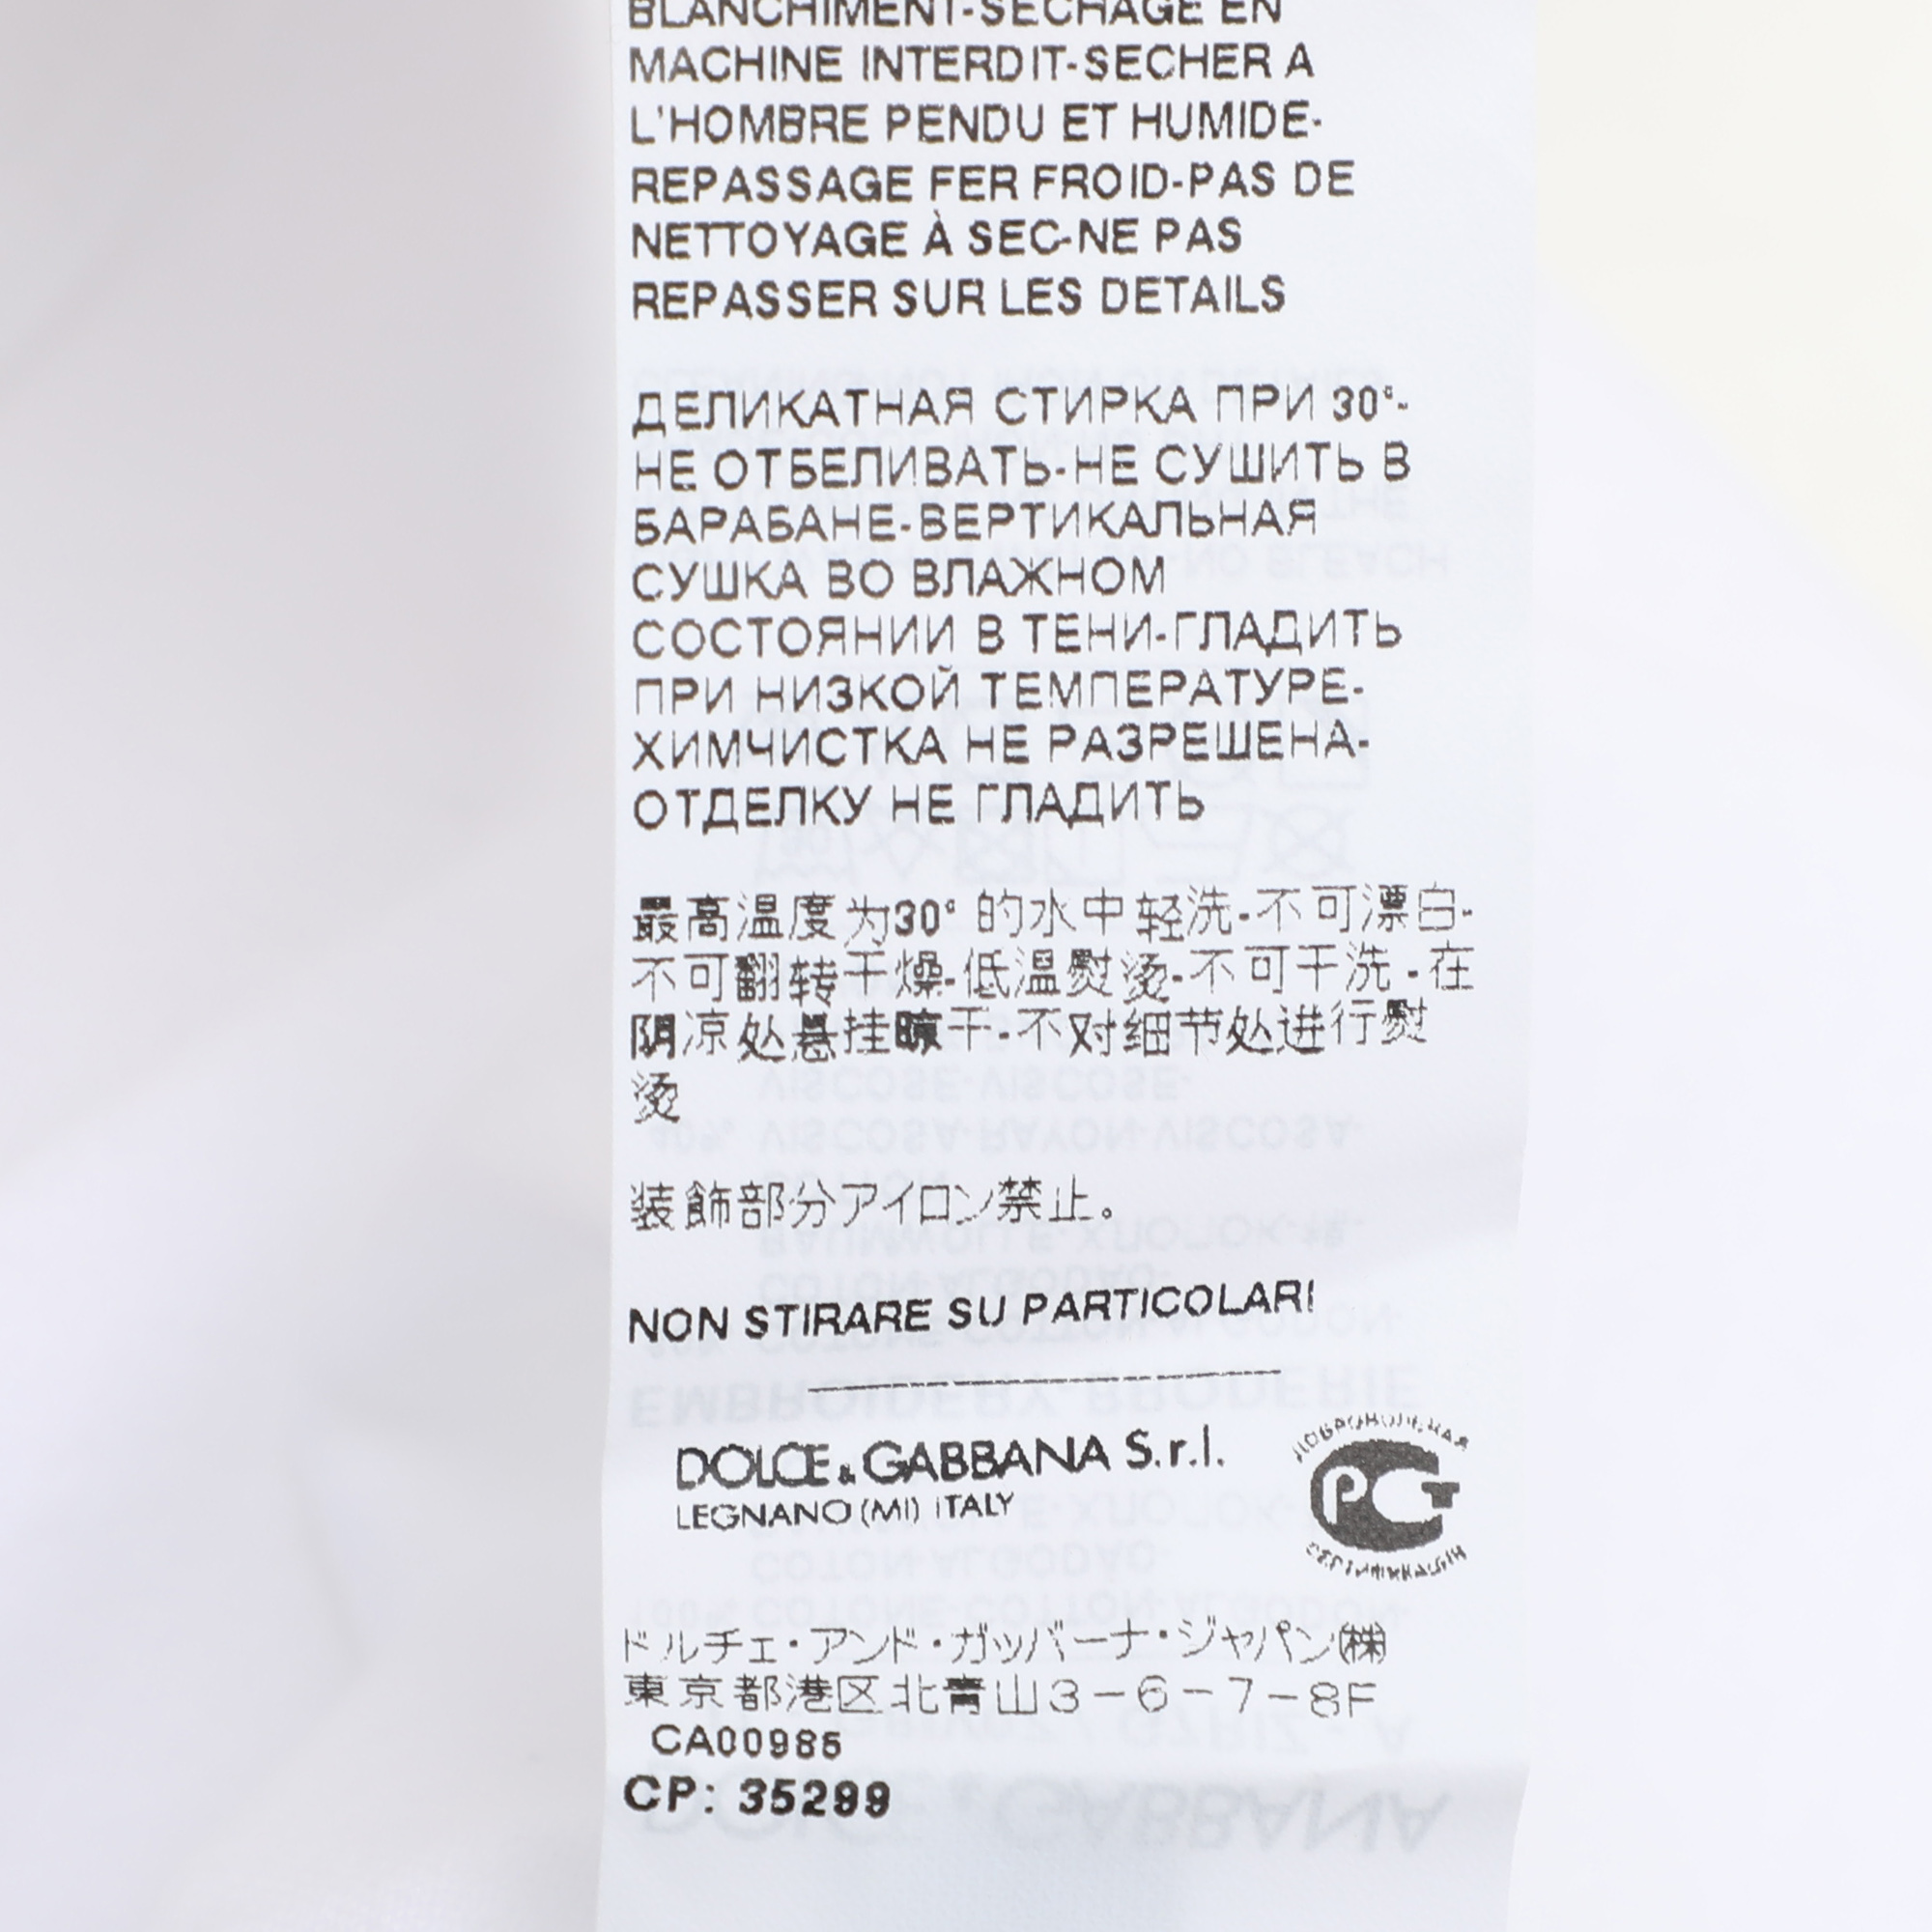 BLANCHIMENT-SECHAGE EN
MACHINE INTERDIT-SECHER A
L'HOMBRE PENDU ET HUMIDE-
REPASSAGE FER FROID-PAS DE
NETTOYAGE À SEC-NE PAS
REPASSER SUR LES DETAILS
ДЕЛИКАТНАЯ СТИРКА ПРИ 30°-
НЕ ОТБЕЛИВАТЬ-НЕ СУШИТЬ В
БАРАБАНЕ-ВЕРТИКАЛЬНАЯ
СУШКА ВО ВЛАЖНОМ
СОСТОЯНИИ В ТЕНИ-ГЛАДИТЬ
ПРИ НИЗКОЙ ТЕМПЕРАТУРЕ-
ХИМЧИСТКА НЕ РАЗРЕШЕНА-
ОТДЕЛКУ НЕ ГЛАДИТЬ
最高温度为30° 的水中轻洗-不可漂白-
不可翻转干燥-低温熨烫-不可干洗-在
阴凉处悬挂晾干-不对细节处进行熨
烫
装飾部分アイロン禁止。
NON STIRARE SU PARTICOLARI
DOLCE & GABBANA S.r.l.
LEGNANO (MI) ITALY
ДОБРОВОЛЬНАЯ
РСТ
СЕРТИФИКАЦИЯ
ドルチェ・アンド・ガッバーナ・ジャパン㈱
東京都港区北青山3-6-7-8F
CA00985
CP: 35299